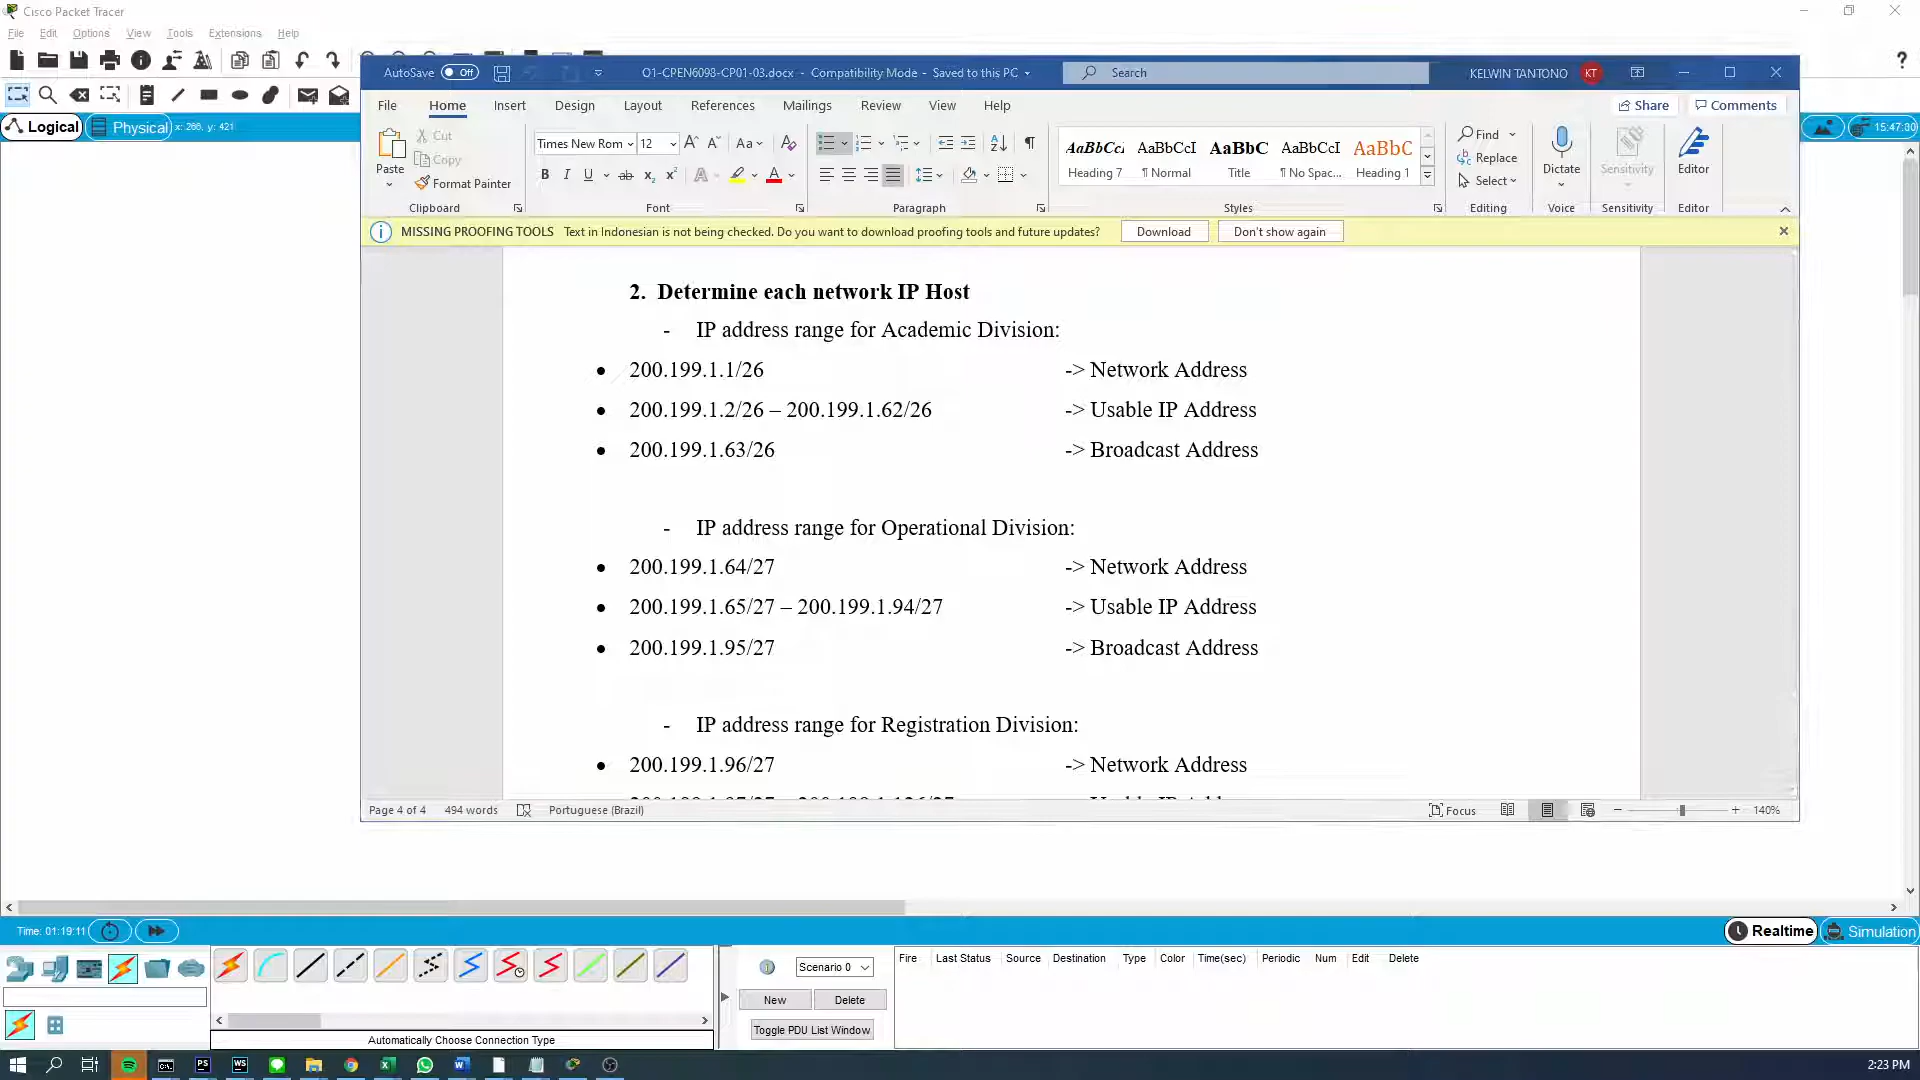 Cisco Packet Tracer
File Edit Options View Tools Extensions Help
AutoSave Off
O1-CPEN6098-CP01-03.docx - Compatibility Mode - Saved to this PC
Search
KELWIN TANTONO KT
File Home Insert Design Layout References Mailings Review View Help
Share Comments
Logical Physical x: 266, y: 421
15:47:30
Paste
Cut
Copy
Format Painter
Times New Rom 12
AaBbCcI AaBbCcI AaBbC AaBbCcI AaBbC
Heading 7 ¶ Normal Title ¶ No Spac... Heading 1
Find
Replace
Select
Dictate Sensitivity Editor
Clipboard Font Paragraph Styles Editing Voice Sensitivity Editor
MISSING PROOFING TOOLS Text in Indonesian is not being checked. Do you want to download proofing tools and future updates? Download Don't show again
2. Determine each network IP Host
- IP address range for Academic Division:
• 200.199.1.1/26 -> Network Address
• 200.199.1.2/26 – 200.199.1.62/26 -> Usable IP Address
• 200.199.1.63/26 -> Broadcast Address
- IP address range for Operational Division:
• 200.199.1.64/27 -> Network Address
• 200.199.1.65/27 – 200.199.1.94/27 -> Usable IP Address
• 200.199.1.95/27 -> Broadcast Address
- IP address range for Registration Division:
• 200.199.1.96/27 -> Network Address
Page 4 of 4 494 words Portuguese (Brazil)
Focus 140%
Time: 01:19:11
Realtime Simulation
Scenario 0
New Delete
Toggle PDU List Window
Fire Last Status Source Destination Type Color Time(sec) Periodic Num Edit Delete
Automatically Choose Connection Type
2:23 PM